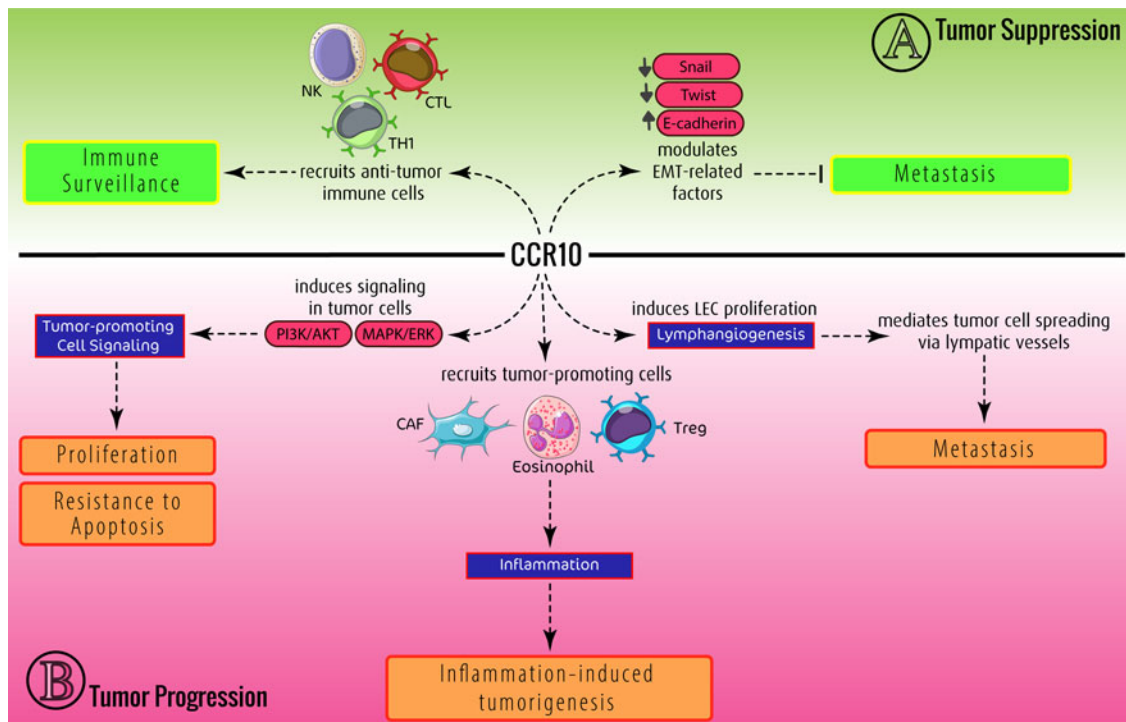 A Tumor Suppression
NK
CTL
TH1
recruits anti-tumor
immune cells
Immune
Surveillance
Snail
Twist
E-cadherin
modulates
EMT-related
factors
Metastasis
CCR10
induces signaling
in tumor cells
PI3K/AKT
MAPK/ERK
Tumor-promoting
Cell Signaling
Proliferation
Resistance to
Apoptosis
recruits tumor-promoting cells
CAF
Eosinophil
Treg
Inflammation
Inflammation-induced
tumorigenesis
induces LEC proliferation
Lymphangiogenesis
mediates tumor cell spreading
via lympatic vessels
Metastasis
B Tumor Progression